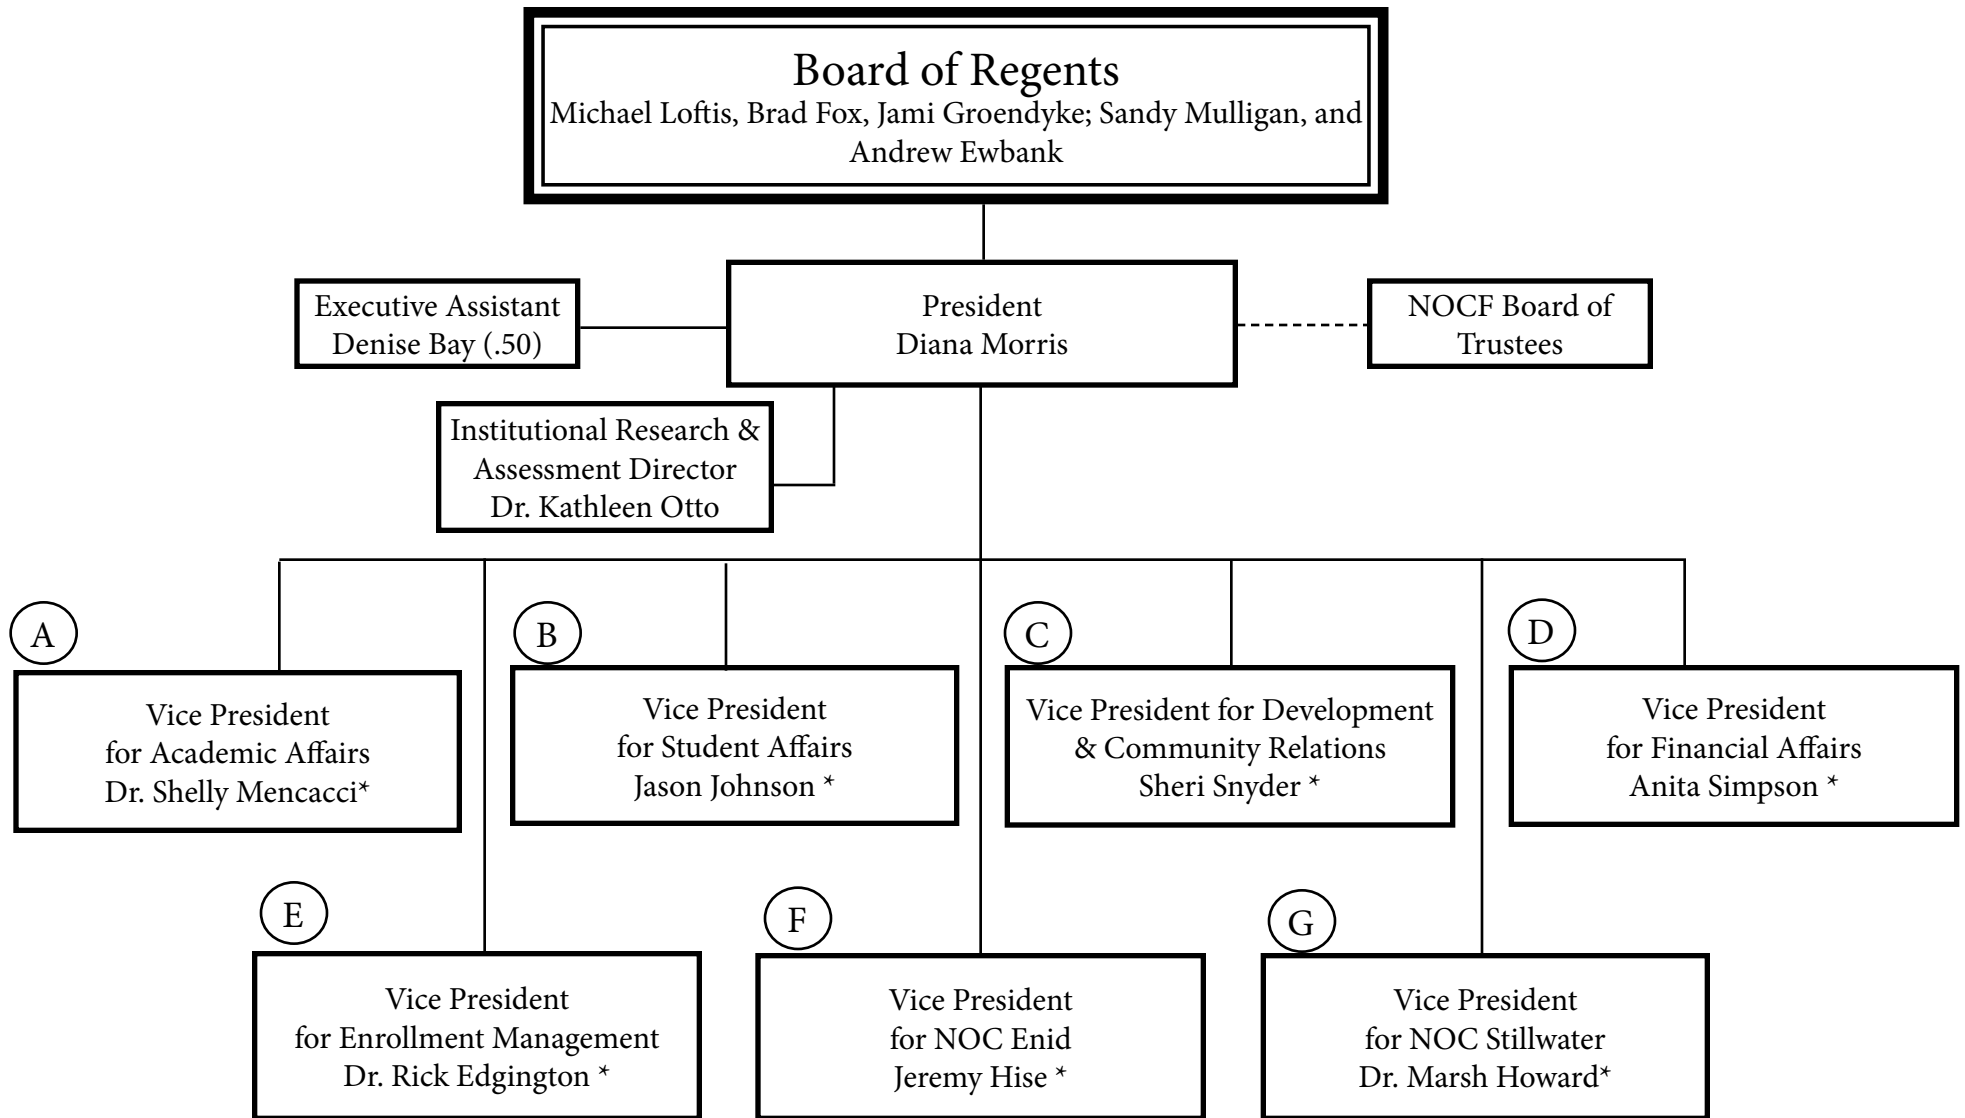 Board of Regents
Michael Loftis, Brad Fox, Jami Groendyke; Sandy Mulligan, and
Andrew Ewbank
Executive Assistant
Denise Bay (.50)
President
Diana Morris
NOCF Board of
Trustees
Institutional Research &
Assessment Director
Dr. Kathleen Otto
A
Vice President
for Academic Affairs
Dr. Shelly Mencacci*
B
Vice President
for Student Affairs
Jason Johnson *
C
Vice President for Development
& Community Relations
Sheri Snyder *
D
Vice President
for Financial Affairs
Anita Simpson *
E
Vice President
for Enrollment Management
Dr. Rick Edgington *
F
Vice President
for NOC Enid
Jeremy Hise *
G
Vice President
for NOC Stillwater
Dr. Marsh Howard*